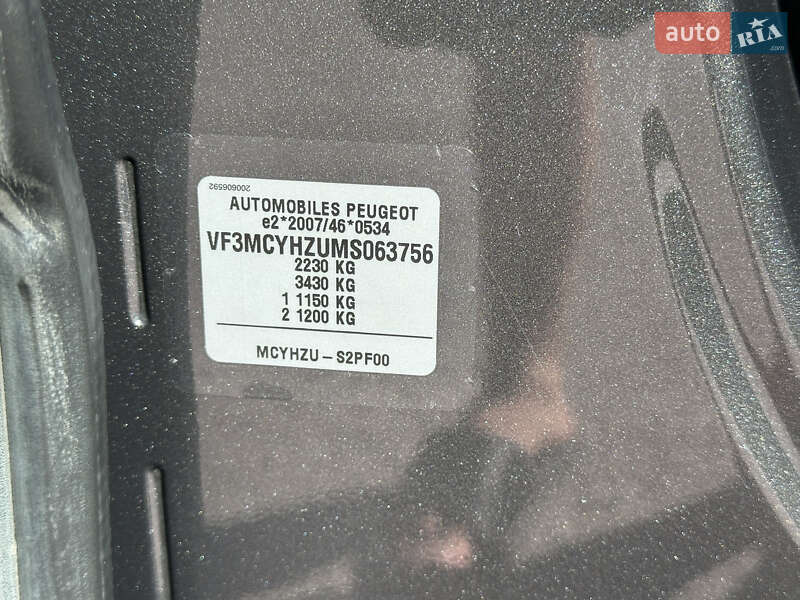 auto RIA
.com
200606592
AUTOMOBILES PEUGEOT
e2*2007/46*0534
VF3MCYHZUMS063756
2230 KG
3430 KG
1 1150 KG
2 1200 KG
MCYHZU - S2PF00